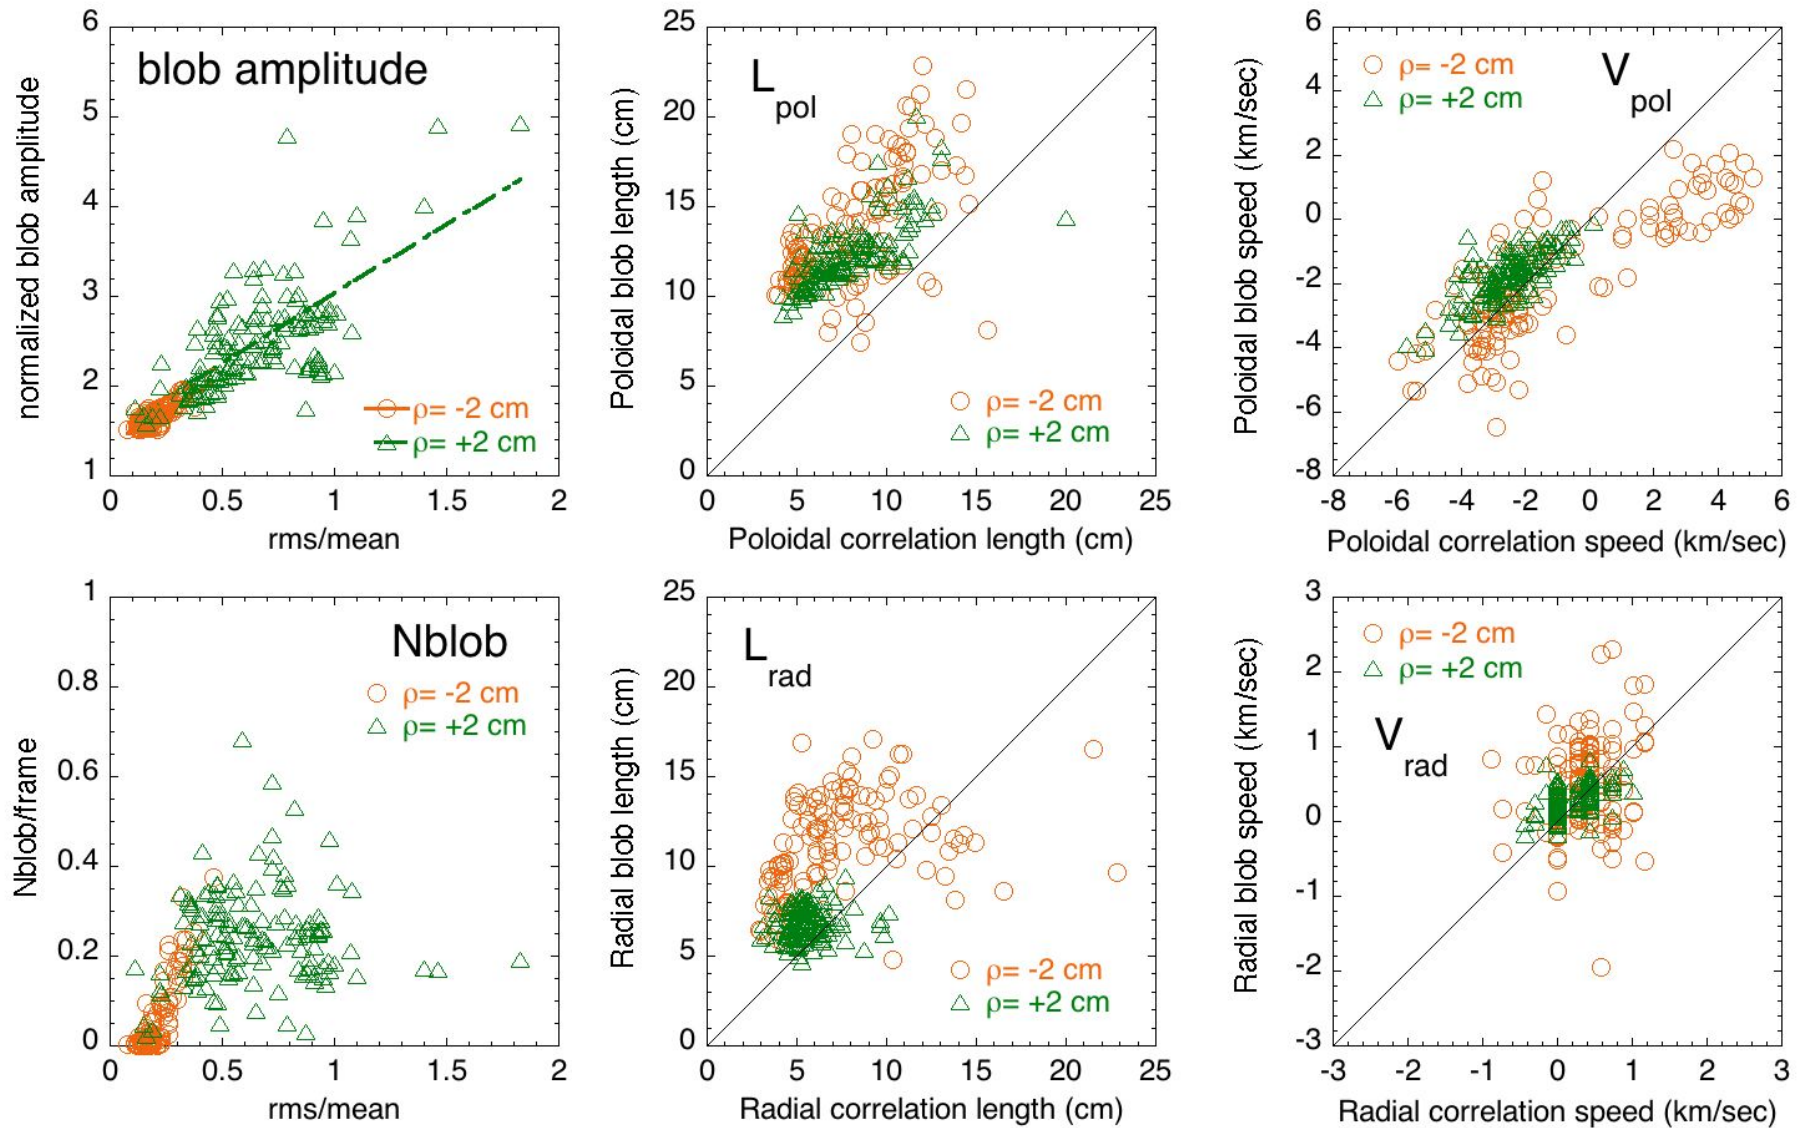 6
5
4
3
2
1
normalized blob amplitude
blob amplitude
ρ= -2 cm
ρ= +2 cm
0
0.5
1
1.5
2
rms/mean
25
20
15
10
5
0
Poloidal blob length (cm)
L
pol
ρ= -2 cm
ρ= +2 cm
0
5
10
15
20
25
Poloidal correlation length (cm)
6
4
2
0
-2
-4
-6
-8
Poloidal blob speed (km/sec)
ρ= -2 cm
ρ= +2 cm
V
pol
-8
-6
-4
-2
0
2
4
6
Poloidal correlation speed (km/sec)
1
0.8
0.6
0.4
0.2
0
Nblob/frame
Nblob
ρ= -2 cm
ρ= +2 cm
0
0.5
1
1.5
2
rms/mean
25
20
15
10
5
0
Radial blob length (cm)
L
rad
ρ= -2 cm
ρ= +2 cm
0
5
10
15
20
25
Radial correlation length (cm)
3
2
1
0
-1
-2
-3
Radial blob speed (km/sec)
ρ= -2 cm
ρ= +2 cm
V
rad
-3
-2
-1
0
1
2
3
Radial correlation speed (km/sec)